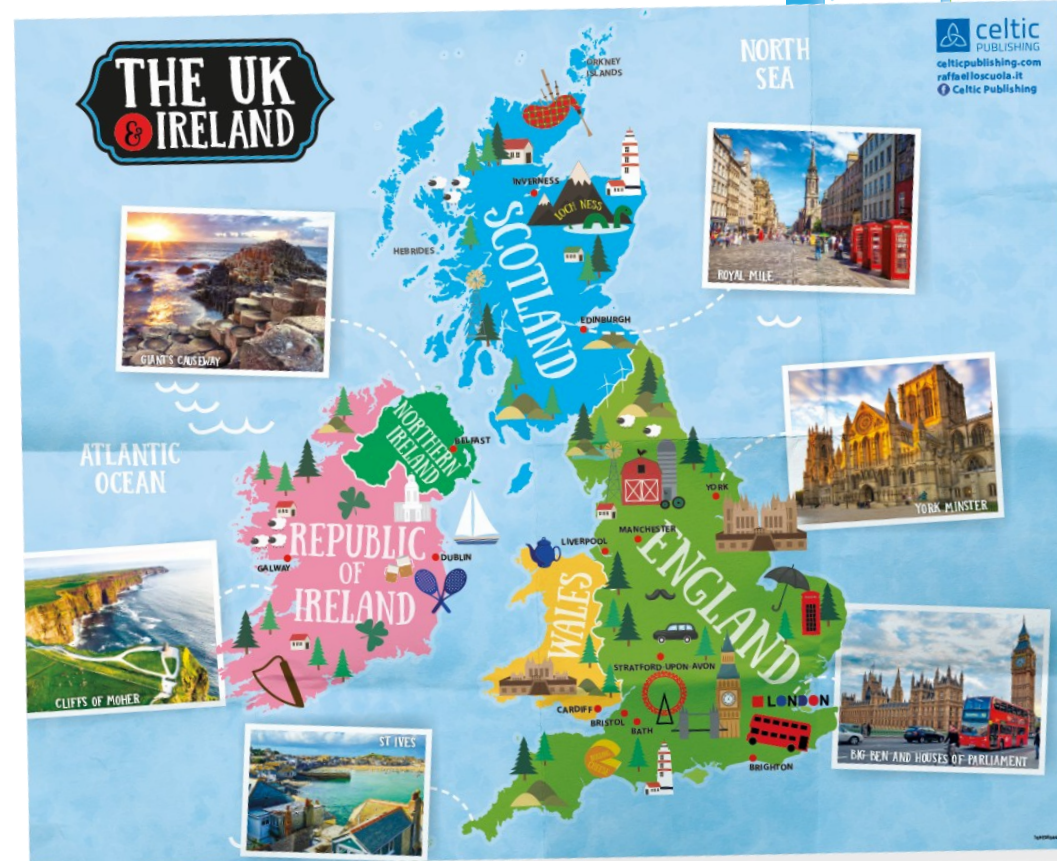 THE UK
& IRELAND
NORTH
SEA
celtic
PUBLISHING
celticpublishing.com
raffaelloscuola.it
f Celtic Publishing
ORKNEY
ISLANDS
INVERNESS
LOCH NESS
SCOTLAND
HEBRIDES
ROYAL MILE
EDINBURGH
GIANT'S CAUSEWAY
NORTHERN
IRELAND
BELFAST
ATLANTIC
OCEAN
YORK
YORK MINSTER
MANCHESTER
LIVERPOOL
ENGLAND
REPUBLIC
OF
IRELAND
DUBLIN
GALWAY
WALES
CLIFFS OF MOHER
STRATFORD-UPON-AVON
LONDON
CARDIFF
BRISTOL
BATH
BRIGHTON
BIG BEN AND HOUSES OF PARLIAMENT
ST IVES